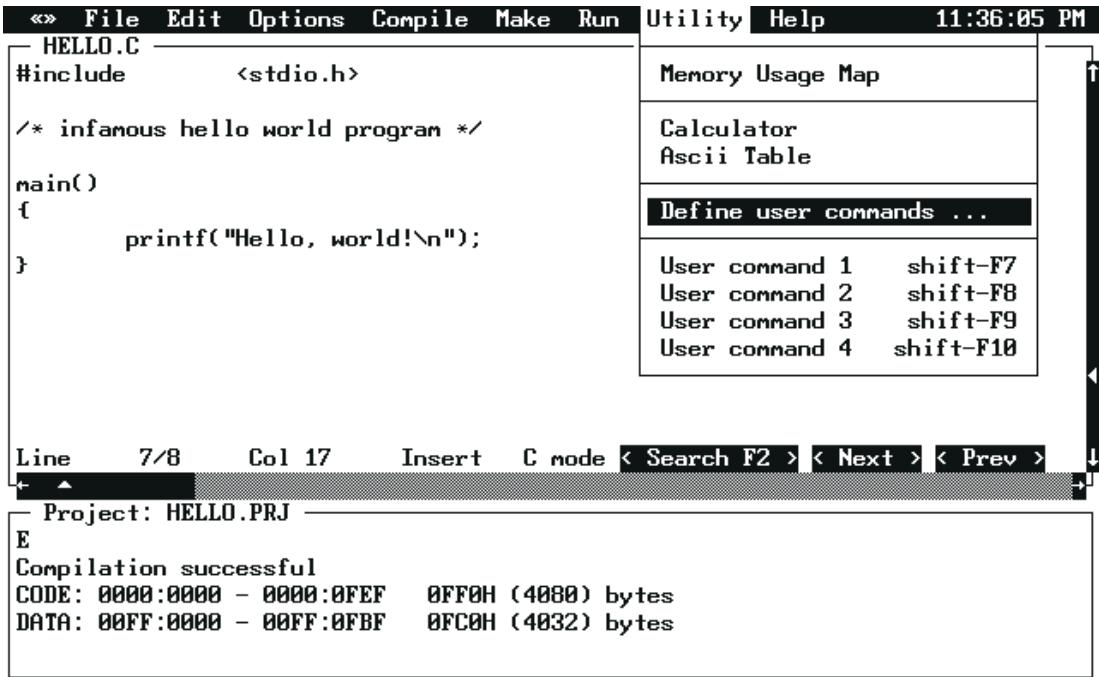 «» File Edit Options Compile Make Run Utility Help 11:36:05 PM
HELLO.C
#include <stdio.h>
/* infamous hello world program */
main()
{
printf("Hello, world!\n");
}
Memory Usage Map
Calculator
Ascii Table
Define user commands ...
User command 1 shift-F7
User command 2 shift-F8
User command 3 shift-F9
User command 4 shift-F10
Line 7/8 Col 17 Insert C mode < Search F2 > < Next > < Prev >
Project: HELLO.PRJ
E
Compilation successful
CODE: 0000:0000 - 0000:0FEF 0FF0H (4080) bytes
DATA: 00FF:0000 - 00FF:0FBF 0FC0H (4032) bytes